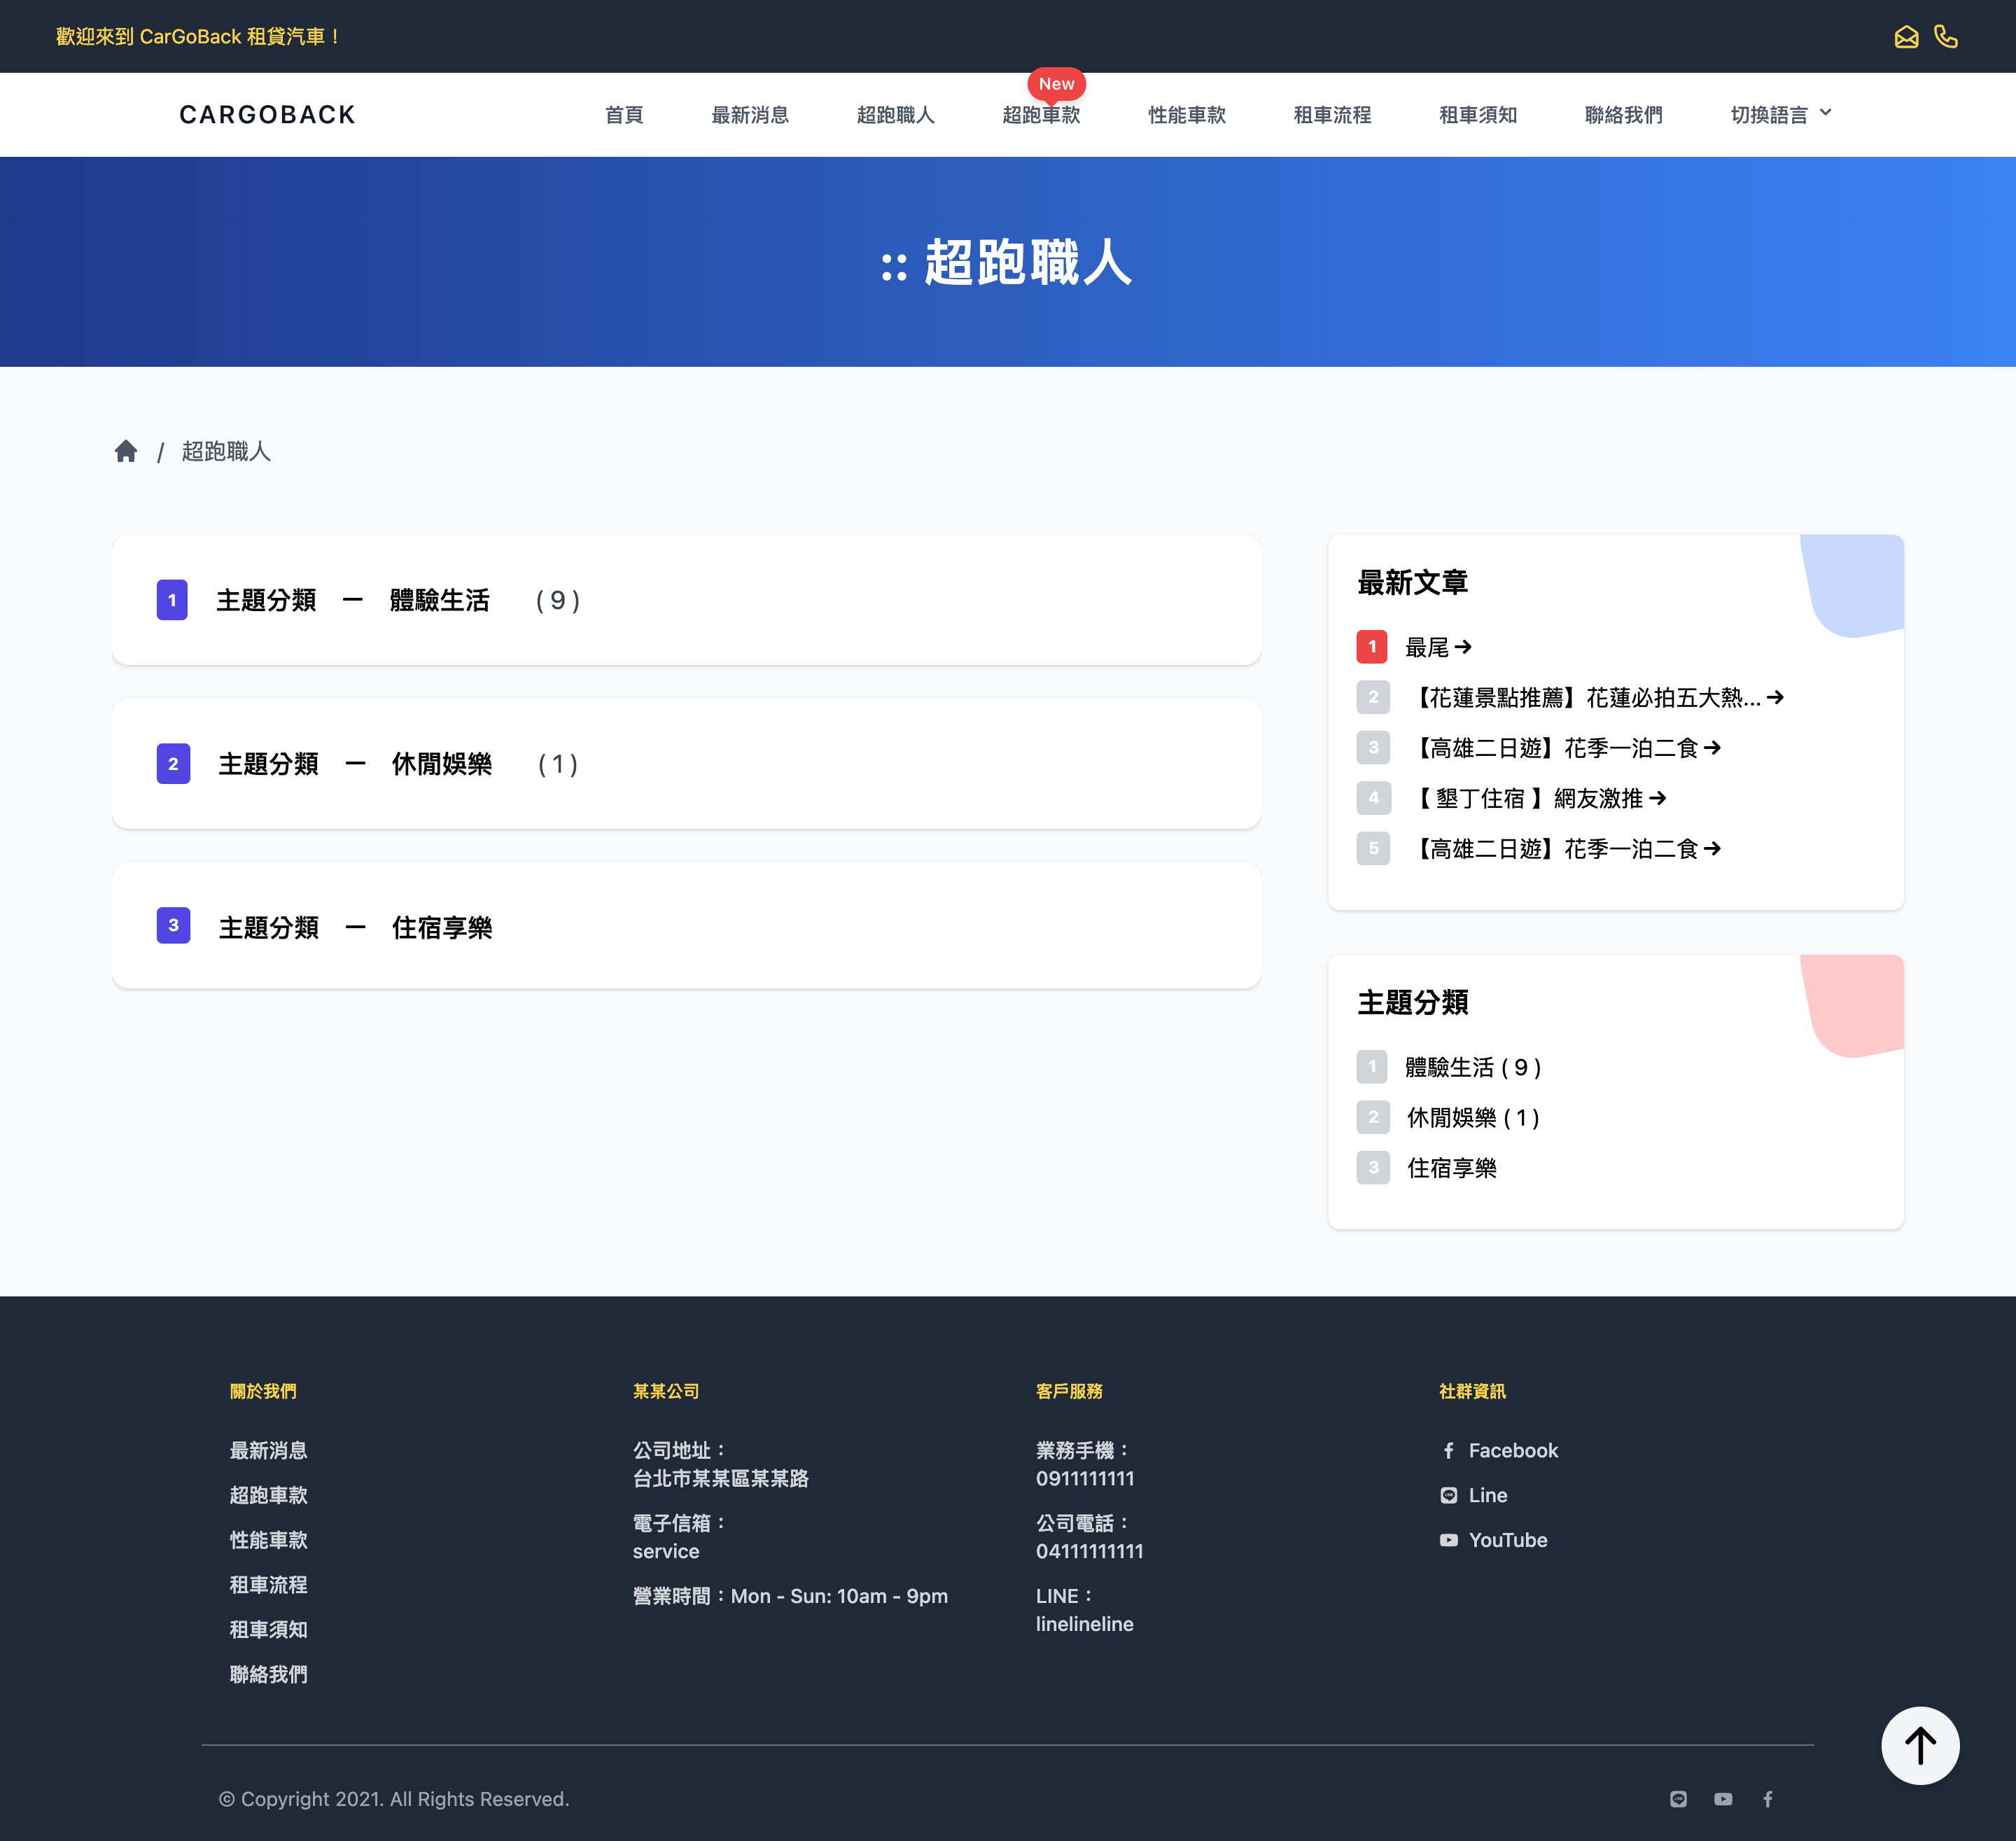 歡迎來到 CarGoBack 租貸汽車！
CARGOBACK
首頁
最新消息
超跑職人
New
超跑車款
性能車款
租車流程
租車須知
聯絡我們
切換語言
:: 超跑職人
/ 超跑職人
1 主題分類 － 體驗生活 ( 9 )
2 主題分類 － 休閒娛樂 ( 1 )
3 主題分類 － 住宿享樂
最新文章
1 最尾
2 【花蓮景點推薦】花蓮必拍五大熱...
3 【高雄二日遊】花季一泊二食
4 【 墾丁住宿 】網友激推
5 【高雄二日遊】花季一泊二食
主題分類
1 體驗生活 ( 9 )
2 休閒娛樂 ( 1 )
3 住宿享樂
關於我們
最新消息
超跑車款
性能車款
租車流程
租車須知
聯絡我們
某某公司
公司地址：
台北市某某區某某路
電子信箱：
service
營業時間：Mon - Sun: 10am - 9pm
客戶服務
業務手機：
0911111111
公司電話：
04111111111
LINE：
linelineline
社群資訊
Facebook
Line
YouTube
© Copyright 2021. All Rights Reserved.